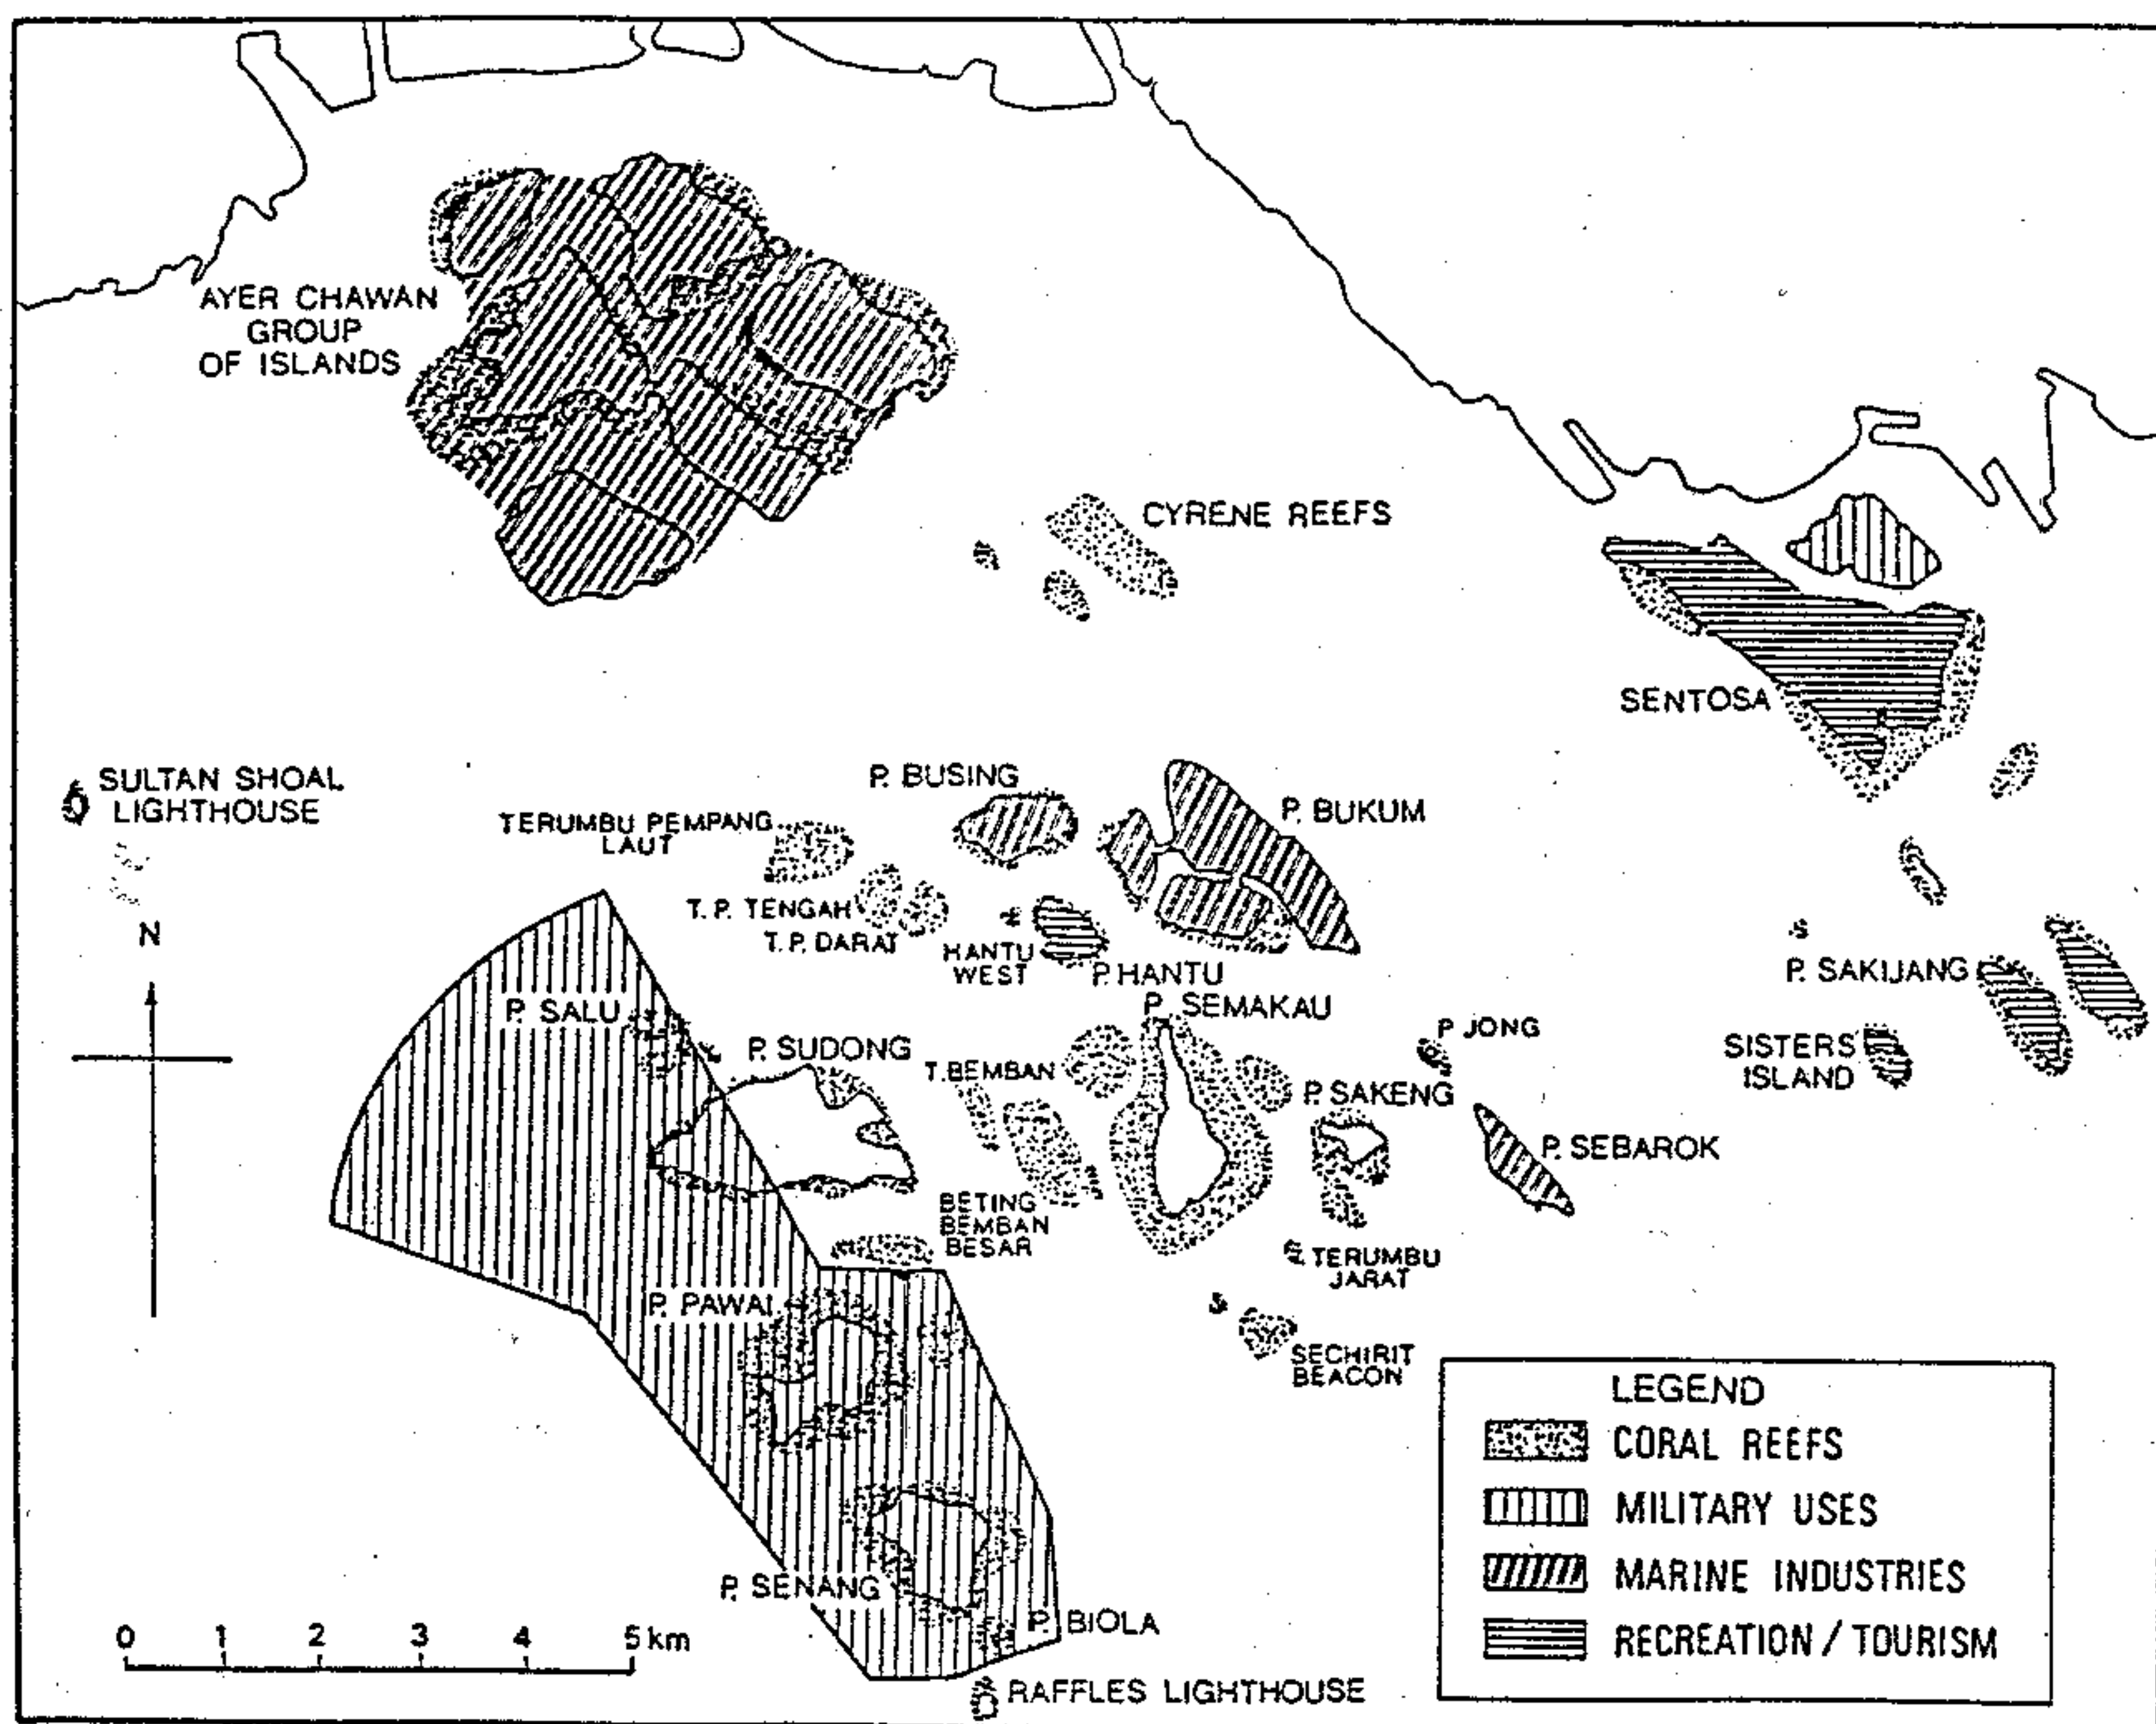 AYER CHAWAN
GROUP
OF ISLANDS
CYRENE REEFS
SENTOSA
SULTAN SHOAL
LIGHTHOUSE
P. BUSING
P. BUKUM
TERUMBU PEMPANG
LAUT
T. P. TENGAH
T. P. DARAT
HANTU
WEST
P. HANTU
N
P. SALU
P. SEMAKAU
P. SAKIJANG
P. JONG
P. SUDONG
T. BEMBAN
SISTERS
ISLAND
P. SAKENG
P. SEBAROK
BETING
BEMBAN
BESAR
TERUMBU
JARAT
P. PAWAI
SECHIRIT
BEACON
P. SENANG
P. BIOLA
RAFFLES LIGHTHOUSE
0 1 2 3 4 5 km
LEGEND
CORAL REEFS
MILITARY USES
MARINE INDUSTRIES
RECREATION / TOURISM